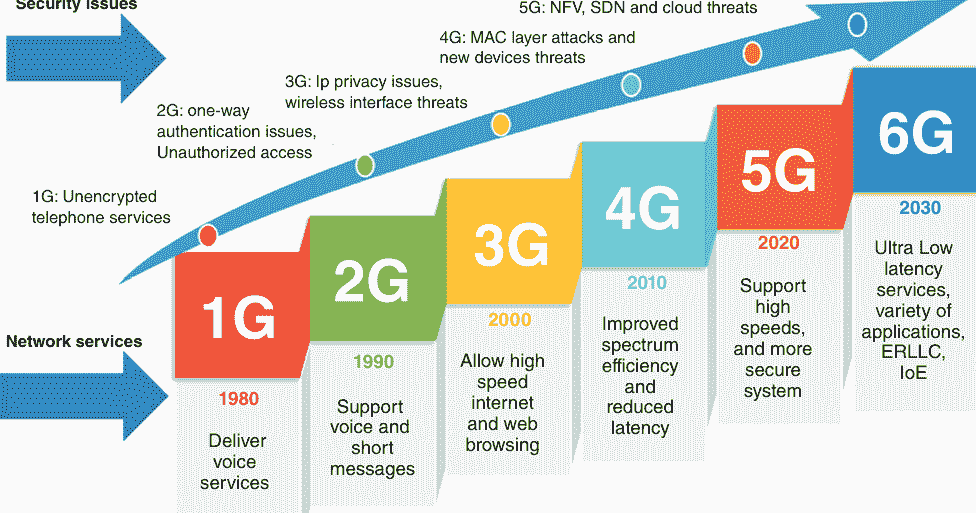 Security issues
5G: NFV, SDN and cloud threats
4G: MAC layer attacks and
new devices threats
3G: Ip privacy issues,
wireless interface threats
2G: one-way
authentication issues,
Unauthorized access
1G: Unencrypted
telephone services
Network services
1G
1980
Deliver
voice
services
2G
1990
Support
voice and
short
messages
3G
2000
Allow high
speed
internet
and web
browsing
4G
2010
Improved
spectrum
efficiency
and
reduced
latency
5G
2020
Support
high
speeds,
and more
secure
system
6G
2030
Ultra Low
latency
services,
variety of
applications,
ERLLC,
IoE